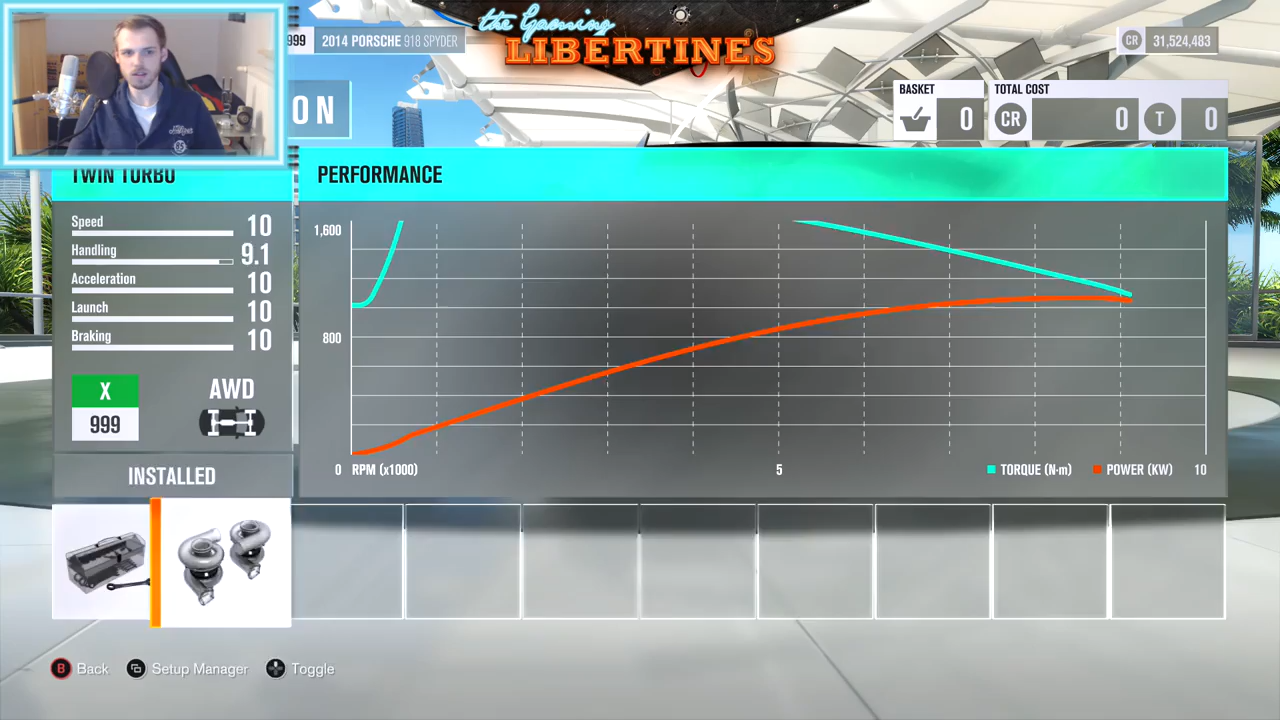 the Gaming
LIBERTINES
999
2014 PORSCHE 918 SPYDER
CR 31,524,483
ON
BASKET
0
TOTAL COST
CR 0
T 0
TWIN TURBO
Speed 10
Handling 9.1
Acceleration 10
Launch 10
Braking 10
X
999
AWD
INSTALLED
PERFORMANCE
1,600
800
0 RPM (x1000) 5 TORQUE (N·m) POWER (KW) 10
B Back Setup Manager Toggle